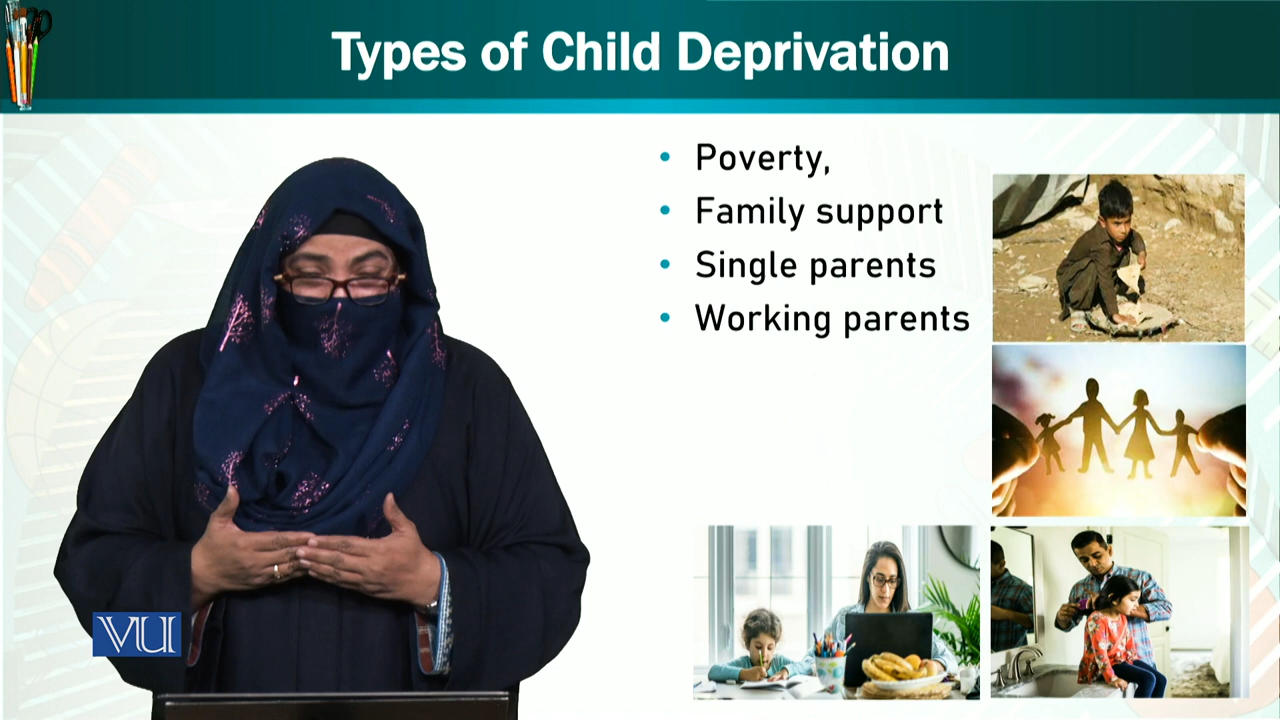 Types of Child Deprivation
Poverty,
Family support
Single parents
Working parents
VU